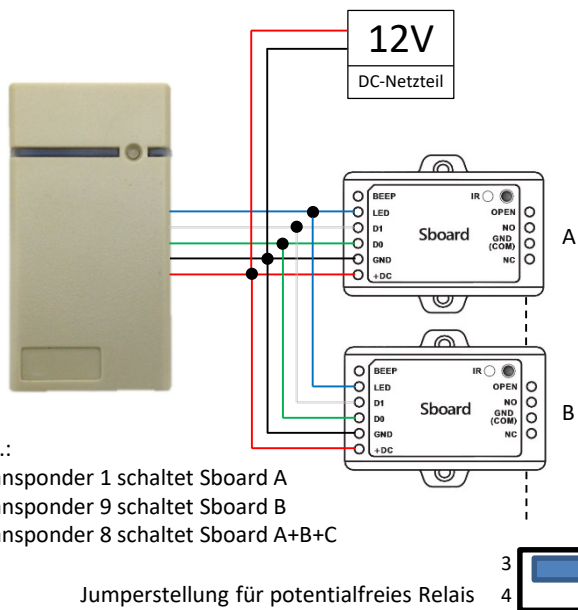 12V
DC-Netzteil
BEEP
LED
D1
D0
GND
+DC
Sboard
IR
OPEN
NO
GND
(COM)
NC
A
BEEP
LED
D1
D0
GND
+DC
Sboard
IR
OPEN
NO
GND
(COM)
NC
B
.:
ansponder 1 schaltet Sboard A
ansponder 9 schaltet Sboard B
ansponder 8 schaltet Sboard A+B+C
3
Jumperstellung für potentialfreies Relais 4